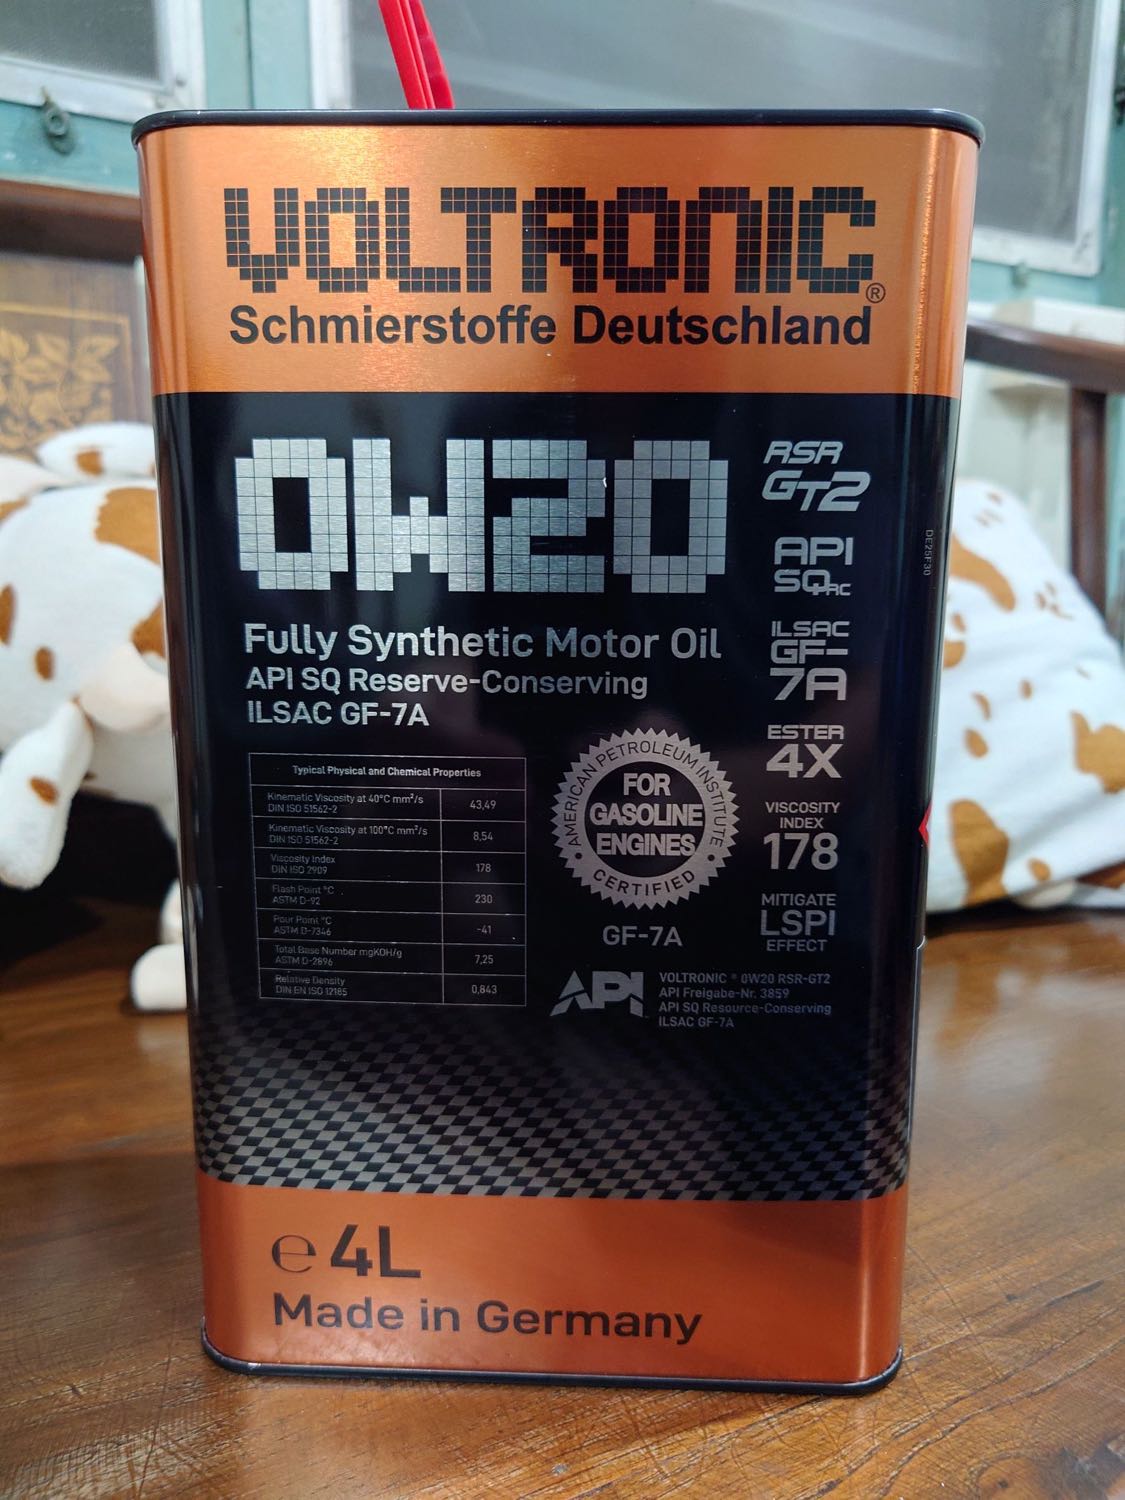 VOLTRONIC®
Schmierstoffe Deutschland
0W20
RSR
GT2
API
SQRC
ILSAC
GF-
7A
ESTER
4X
VISCOSITY
INDEX
178
MITIGATE
LSPI
EFFECT
Fully Synthetic Motor Oil
API SQ Reserve-Conserving
ILSAC GF-7A
Typical Physical and Chemical Properties
Kinematic Viscosity at 40°C mm²/s
DIN ISO 51562-2
43,49
Kinematic Viscosity at 100°C mm²/s
DIN ISO 51562-2
8,54
Viscosity Index
DIN ISO 2909
178
Flash Point °C
ASTM D-92
230
Pour Point °C
ASTM D-7346
-41
Total Base Number mgKOH/g
ASTM D-2896
7,25
Relative Density
DIN EN ISO 12185
0,843
AMERICAN PETROLEUM INSTITUTE
FOR
GASOLINE
ENGINES
CERTIFIED
GF-7A
API
VOLTRONIC ® 0W20 RSR-GT2
API Freigabe-Nr. 3859
API SQ Resource-Conserving
ILSAC GF-7A
DE25F30
℮ 4L
Made in Germany